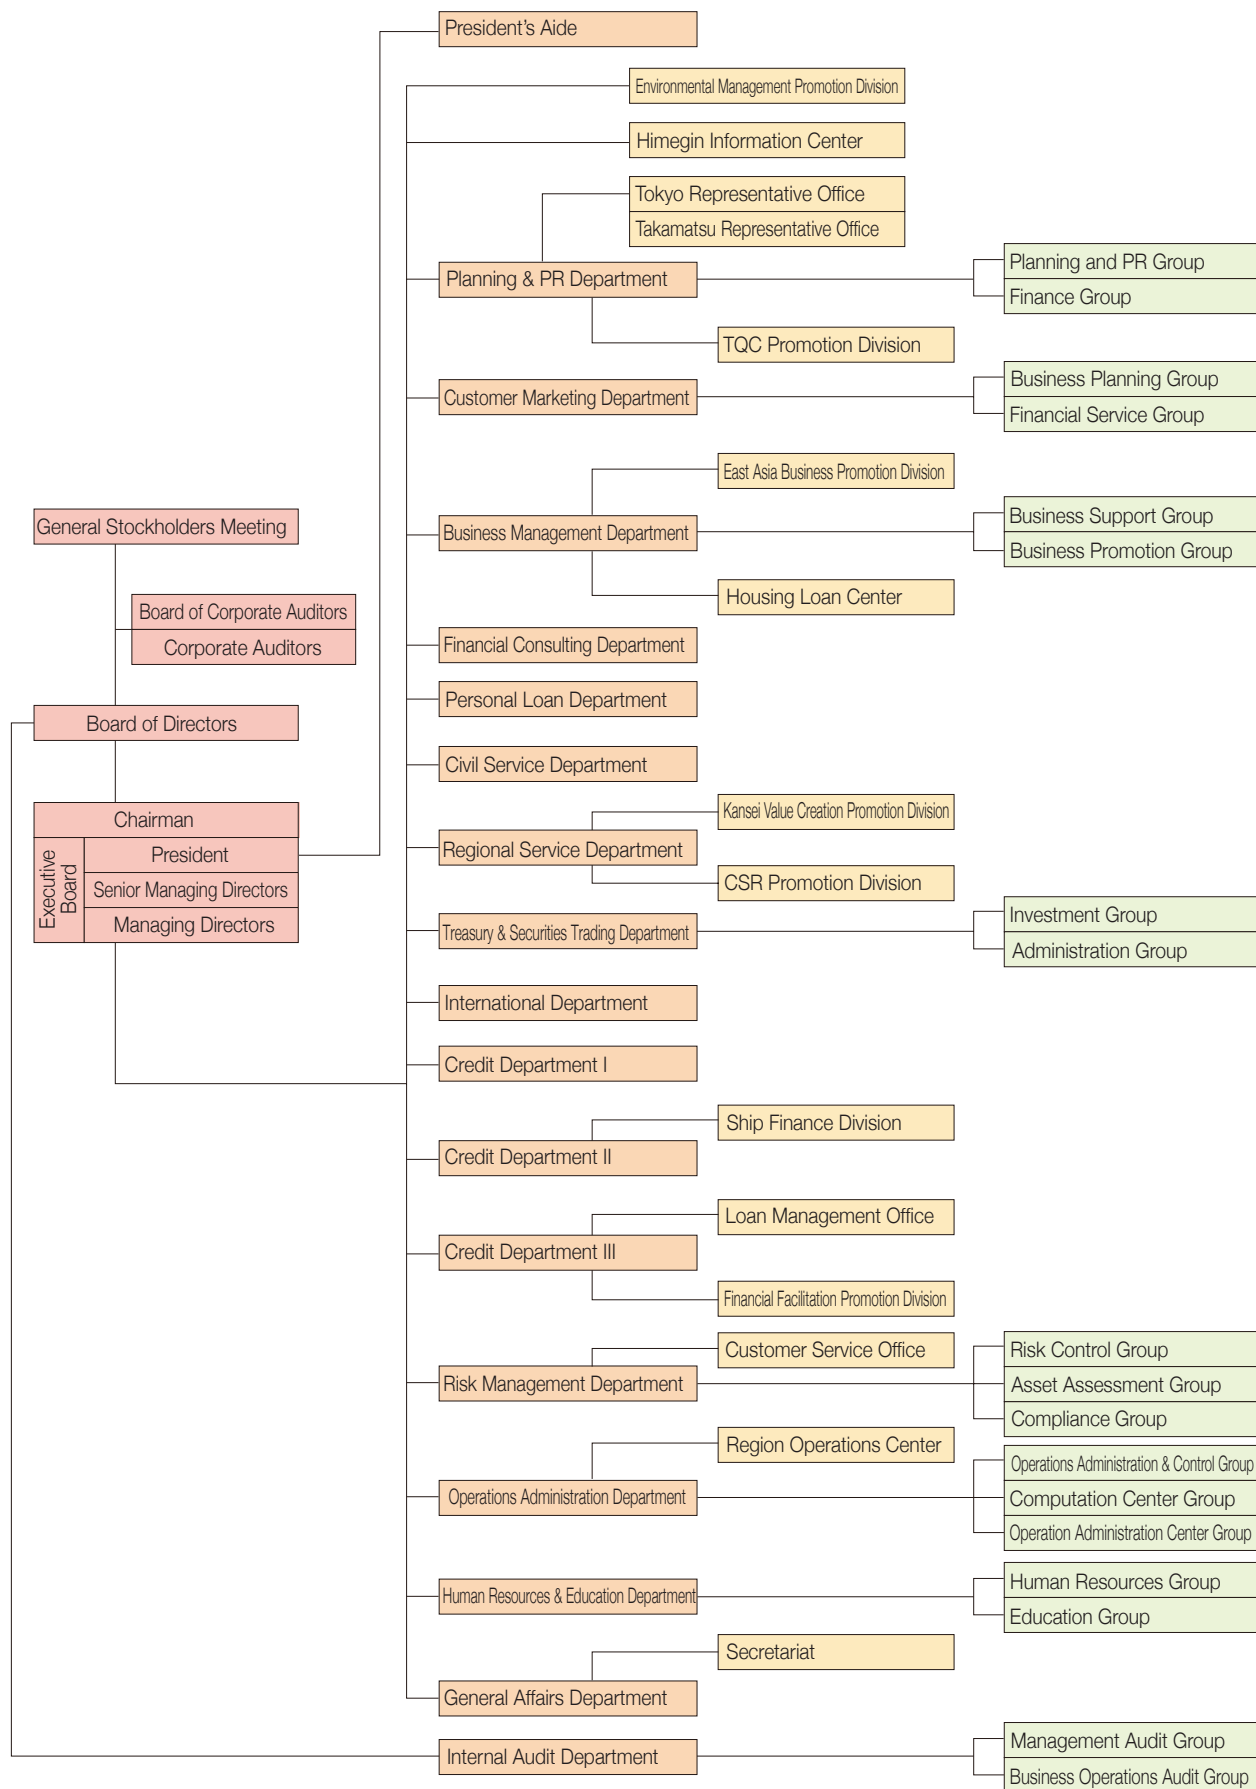 President's Aide
Environmental Management Promotion Division
Himegin Information Center
Tokyo Representative Office
Takamatsu Representative Office
Planning & PR Department
Planning and PR Group
Finance Group
TQC Promotion Division
Customer Marketing Department
Business Planning Group
Financial Service Group
East Asia Business Promotion Division
General Stockholders Meeting
Business Management Department
Business Support Group
Business Promotion Group
Housing Loan Center
Board of Corporate Auditors
Corporate Auditors
Financial Consulting Department
Personal Loan Department
Board of Directors
Civil Service Department
Chairman
Executive
Board
President
Senior Managing Directors
Managing Directors
Kansei Value Creation Promotion Division
Regional Service Department
CSR Promotion Division
Treasury & Securities Trading Department
Investment Group
Administration Group
International Department
Credit Department I
Ship Finance Division
Credit Department II
Loan Management Office
Credit Department III
Financial Facilitation Promotion Division
Customer Service Office
Risk Management Department
Risk Control Group
Asset Assessment Group
Compliance Group
Region Operations Center
Operations Administration Department
Operations Administration & Control Group
Computation Center Group
Operation Administration Center Group
Human Resources & Education Department
Human Resources Group
Education Group
Secretariat
General Affairs Department
Internal Audit Department
Management Audit Group
Business Operations Audit Group